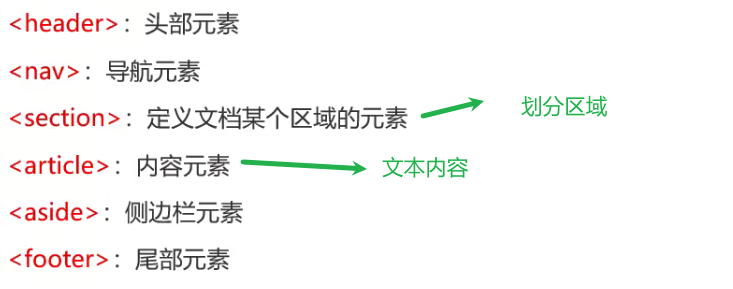 <header>：头部元素
<nav>：导航元素
<section>：定义文档某个区域的元素 划分区域
<article>：内容元素 文本内容
<aside>：侧边栏元素
<footer>：尾部元素